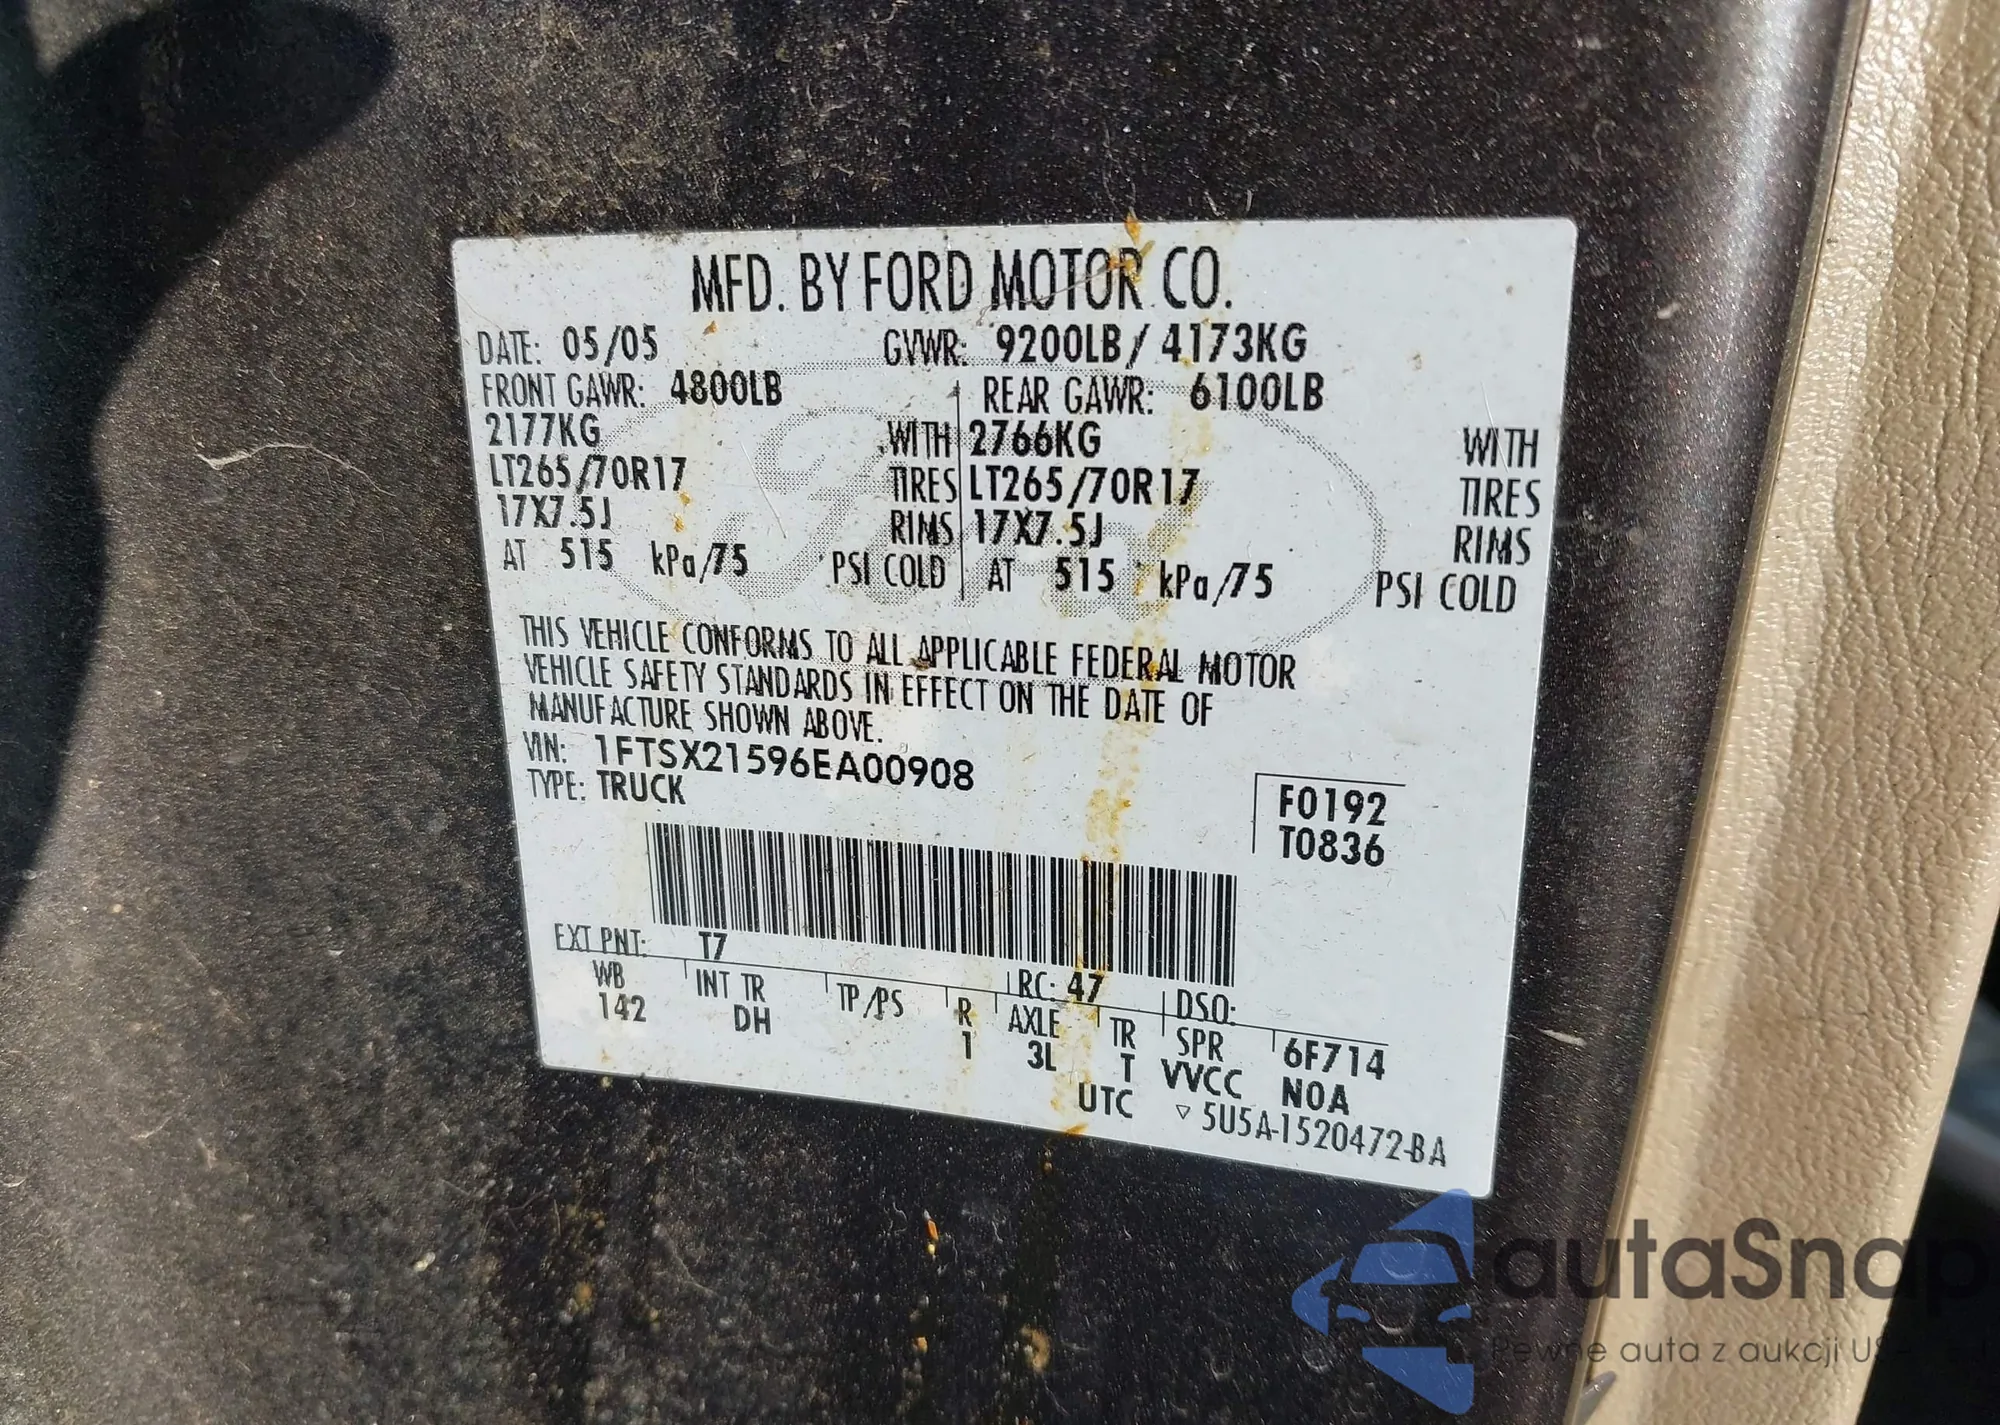 MFD. BY FORD MOTOR CO.
DATE: 05/05 GVWR: 9200LB/ 4173KG
FRONT GAWR: 4800LB REAR GAWR: 6100LB
2177KG WITH 2766KG WITH
LT265/70R17 TIRES LT265/70R17 TIRES
17X7.5J RIMS 17X7.5J RIMS
AT 515 kPa/75 PSI COLD AT 515 kPa/75 PSI COLD
THIS VEHICLE CONFORMS TO ALL APPLICABLE FEDERAL MOTOR
VEHICLE SAFETY STANDARDS IN EFFECT ON THE DATE OF
MANUFACTURE SHOWN ABOVE.
VIN: 1FTSX21596EA00908
TYPE: TRUCK
F0192
T0836
EXT PNT: T7 RC: 47 DSO:
WB INT TR TP/PS R AXLE TR SPR 6F714
142 DH 1 3L T VVCC N0A
UTC ▽ 5U5A-1520472-BA
Ford
autaSnap
Pewne auta z aukcji